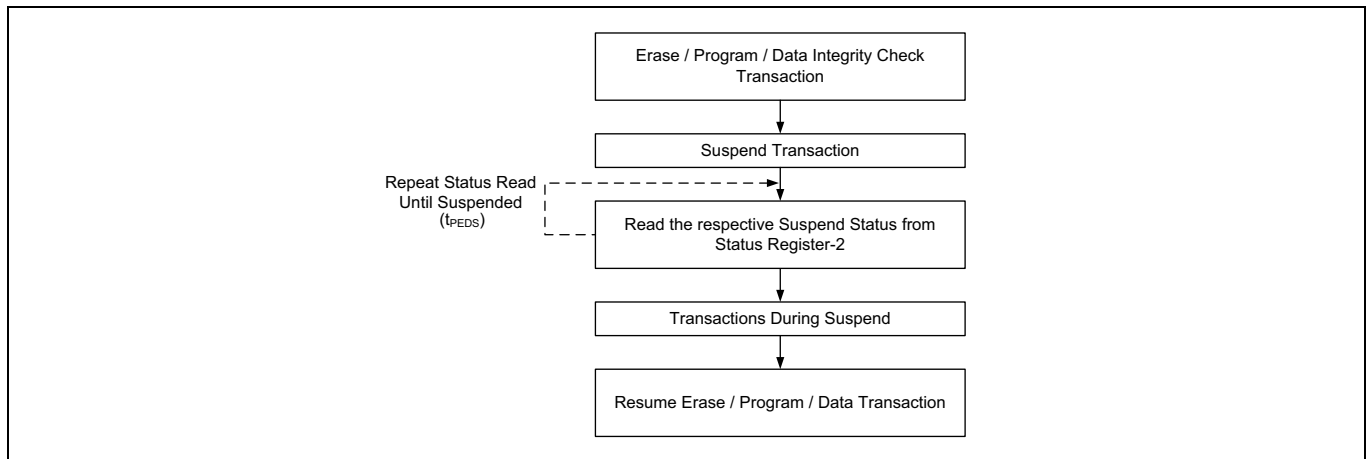 Erase / Program / Data Integrity Check
Transaction
Suspend Transaction
Repeat Status Read
Until Suspended
(tPEDS)
Read the respective Suspend Status from
Status Register-2
Transactions During Suspend
Resume Erase / Program / Data Transaction